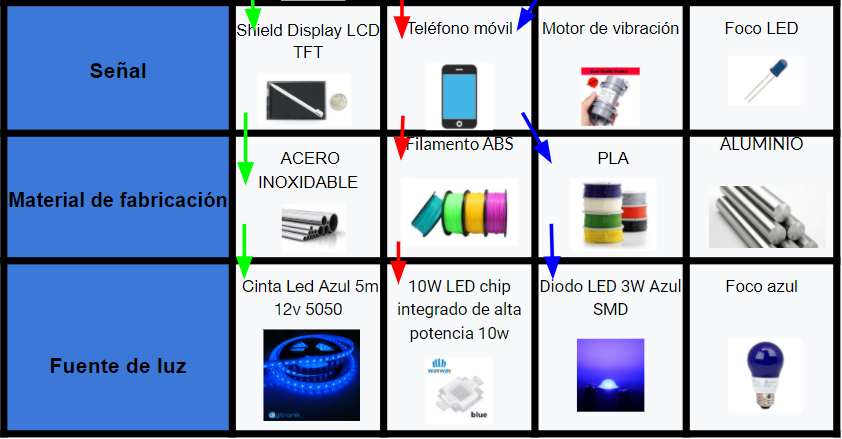 Señal
Shield Display LCD
TFT
Teléfono móvil
Motor de vibración
Foco LED
Material de fabricación
ACERO
INOXIDABLE
Filamento ABS
PLA
ALUMINIO
Fuente de luz
Cinta Led Azul 5m
12v 5050
digitronik
10W LED chip
integrado de alta
potencia 10w
blue
Diodo LED 3W Azul
SMD
Foco azul